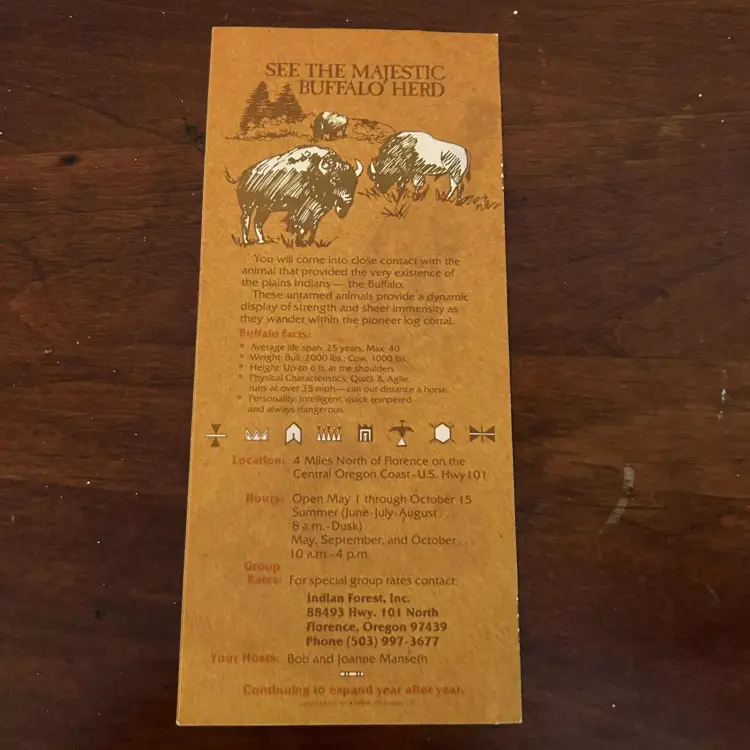 SEE THE MAJESTIC
BUFFALO HERD
You will come into close contact with the
animal that provided the very existence of
the plains Indians— the Buffalo.
These untamed animals provide a dynamic
display of strength and sheer immensity as
they wander within the pioneer log corral.
Buffalo facts:
* Average life span, 25 years, Max. 40
* Weight: Bull, 2000 lbs., Cow, 1000 lbs.
* Height: Up to 6 ft. at the shoulders
* Physical Characteristics: Quick & Agile,
runs at over 35 mph—can out distance a horse.
* Personality: Intelligent, quick tempered
and always dangerous.
Location: 4 Miles North of Florence on the
Central Oregon Coast–U.S. Hwy 101
Hours: Open May 1 through October 15
Summer (June-July-August . . .
8 a.m. - Dusk)
May, September, and October . . .
10 a.m.-4 p.m.
Group
Rates: For special group rates contact:
Indian Forest, Inc.
88493 Hwy. 101 North
Florence, Oregon 97439
Phone (503) 997-3677
Your Hosts: Bob and Joanne Manseth
Continuing to expand year after year.